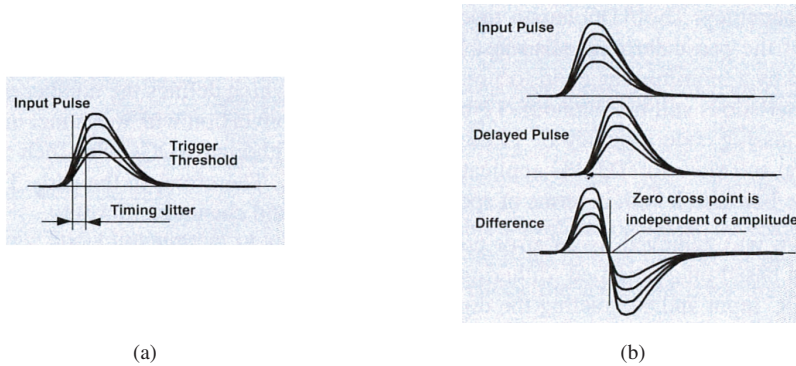 Input Pulse
Trigger
Threshold
Timing Jitter
(a)
Input Pulse
Delayed Pulse
Difference
Zero cross point is
independent of amplitude
(b)